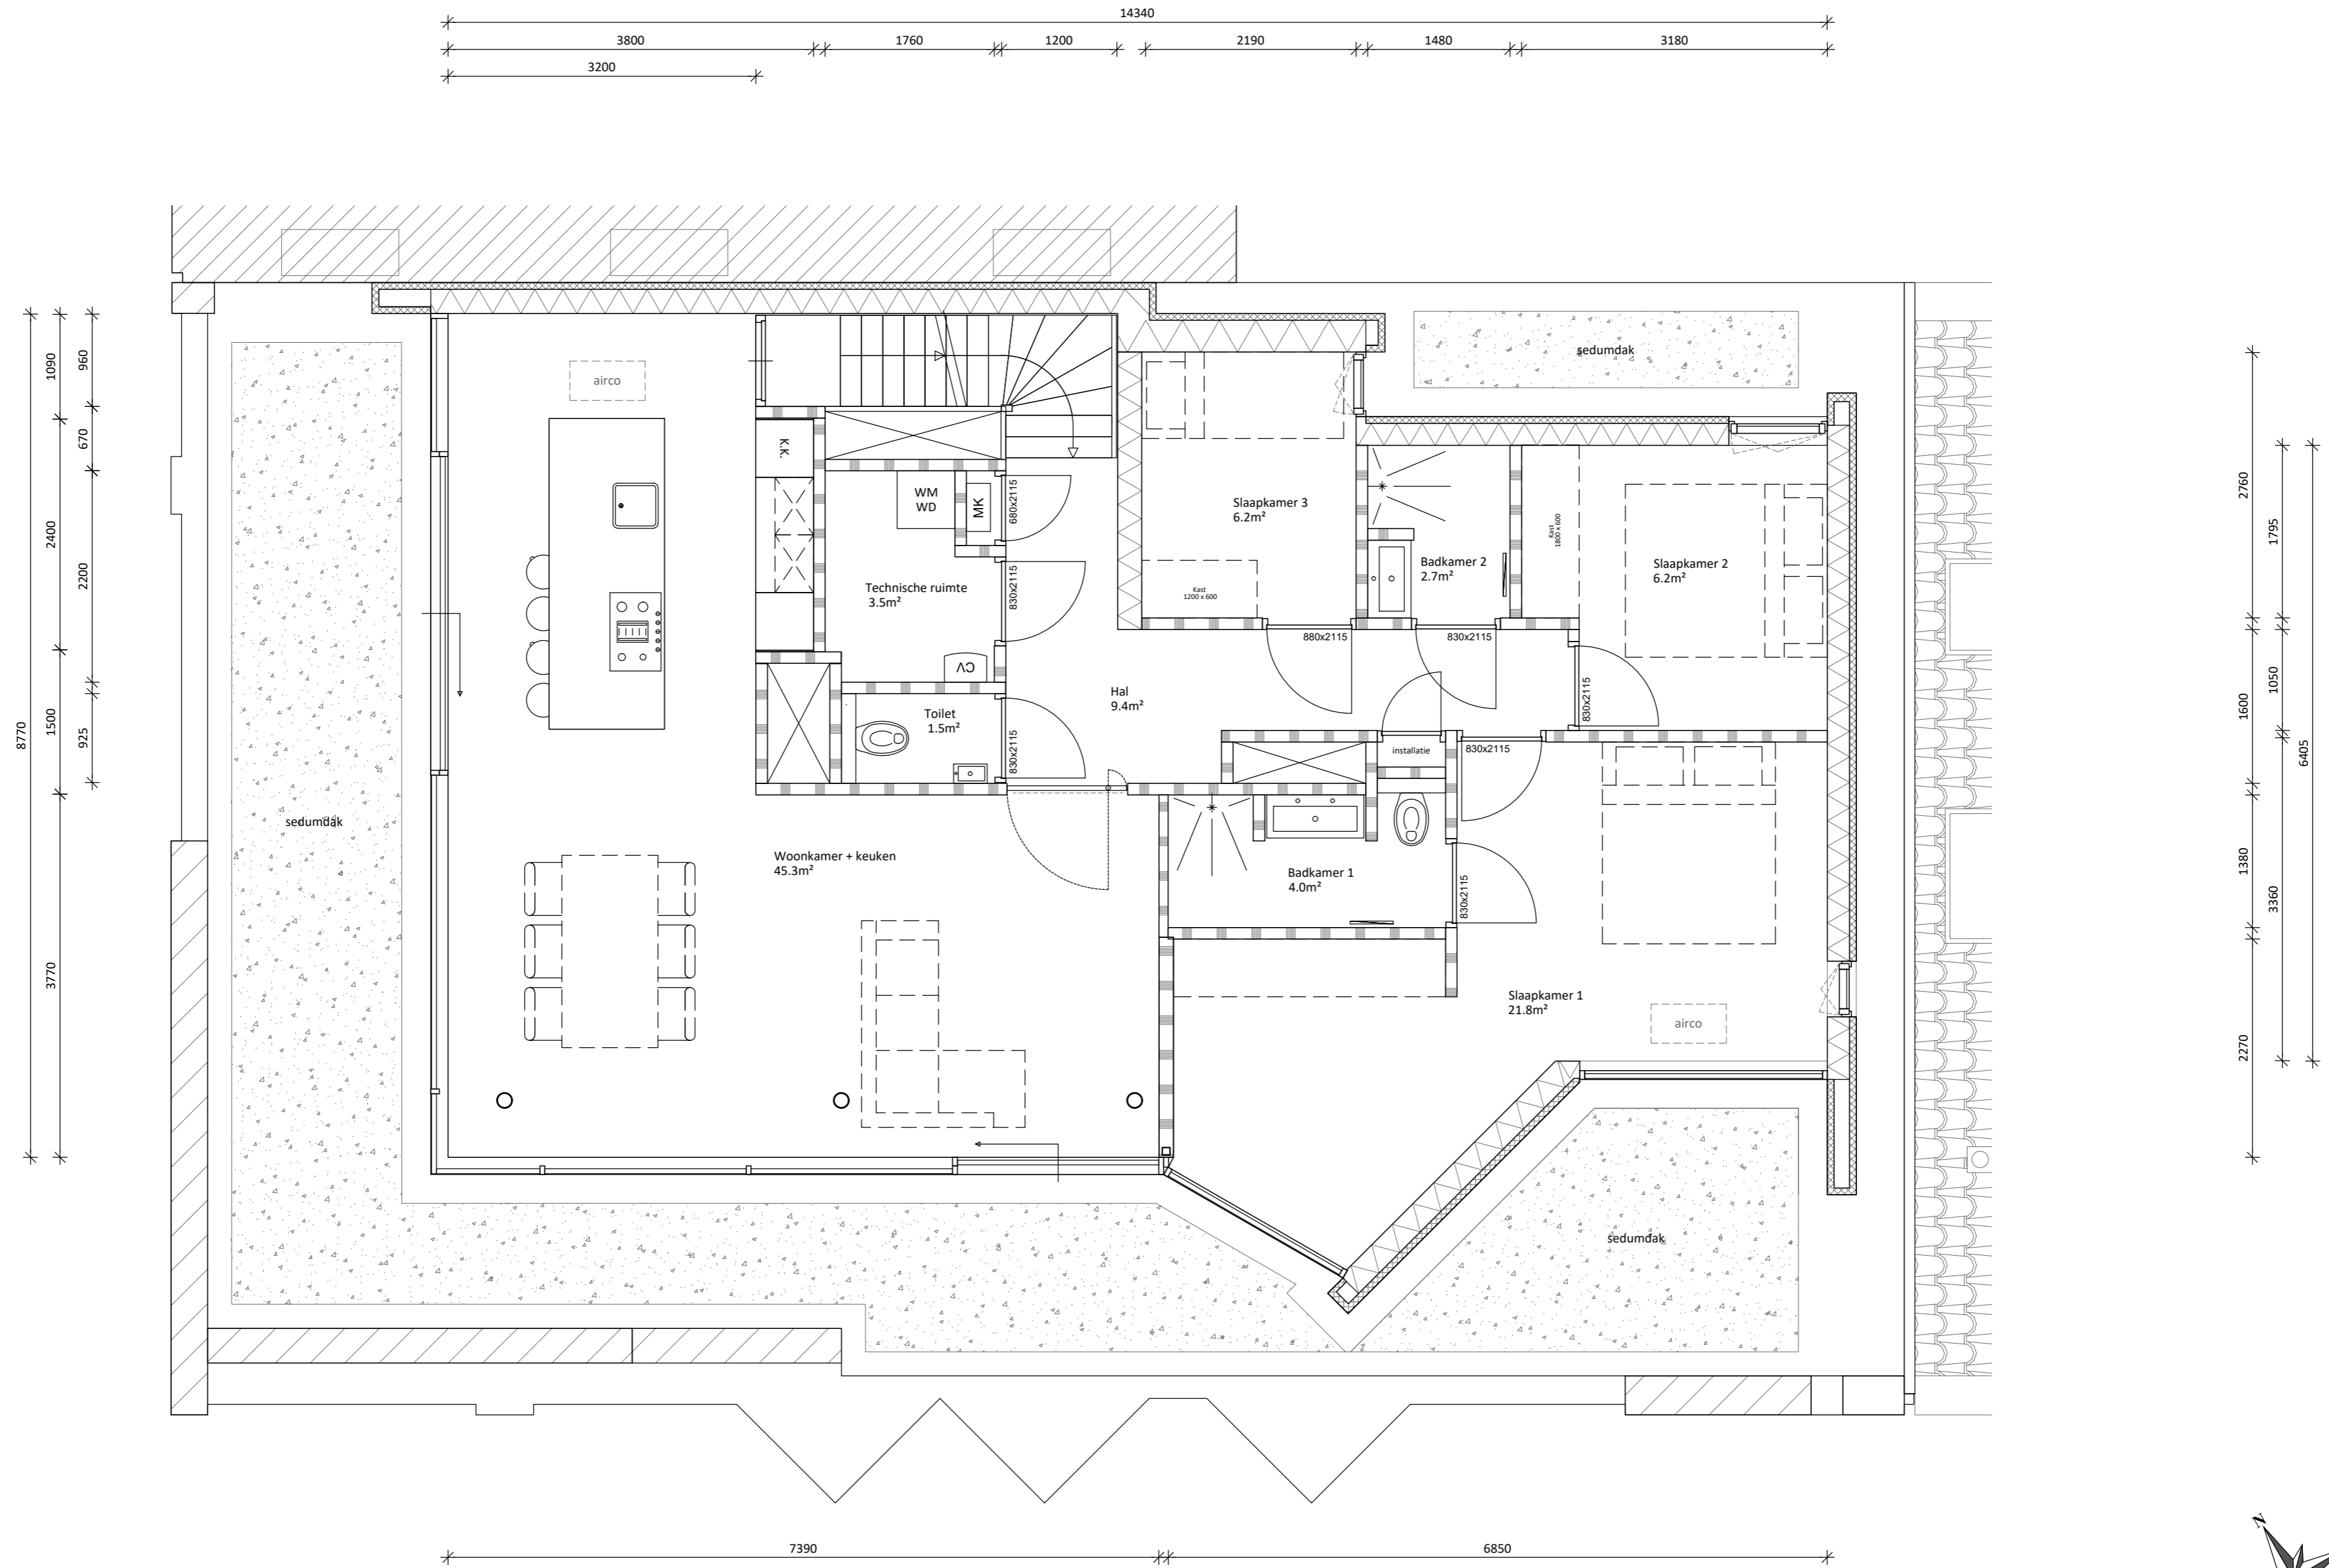 14340
3800
1760
1200
2190
1480
3180
3200
8770
1090
2400
1500
3770
960
670
2200
925
airco
K.K.
WM
WD
MK
680x2115
Technische ruimte
3.5m²
830x2115
CV
Toilet
1.5m²
830x2115
Hal
9.4m²
Slaapkamer 3
6.2m²
Kast
1200 x 600
880x2115
Badkamer 2
2.7m²
830x2115
Kast
1800 x 600
Slaapkamer 2
6.2m²
830x2115
sedumdak
installatie
830x2115
sedumdak
Woonkamer + keuken
45.3m²
Badkamer 1
4.0m²
830x2115
Slaapkamer 1
21.8m²
airco
sedumdak
2760
1600
1380
2270
1795
1050
3360
6405
7390
6850
N